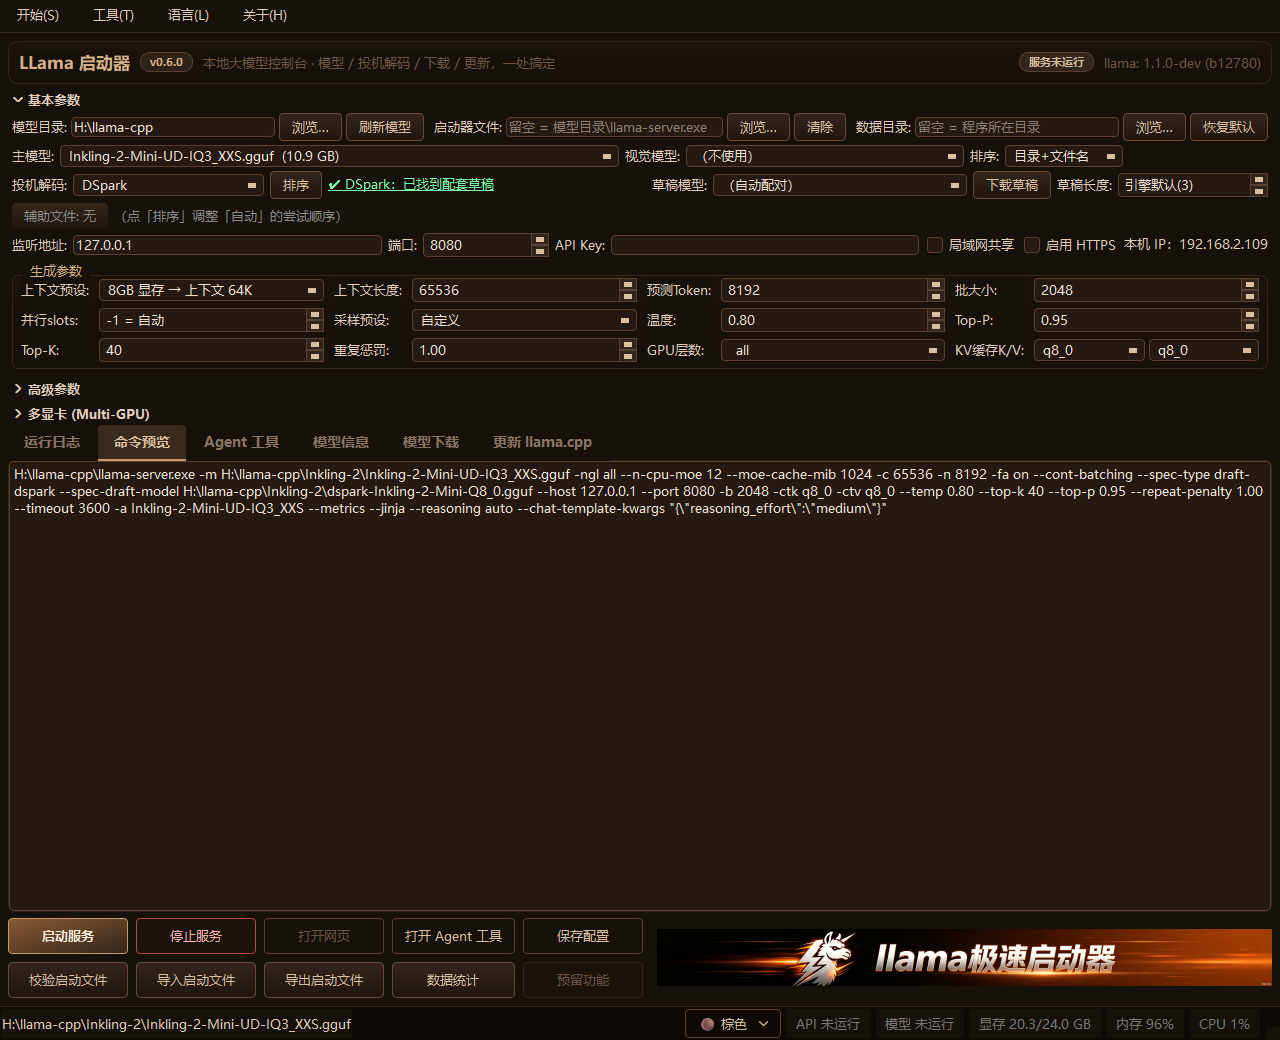 开始(S) 工具(T) 语言(L) 关于(H)
LLama 启动器 v0.6.0 本地大模型控制台 · 模型 / 投机解码 / 下载 / 更新，一处搞定 服务未运行 llama: 1.1.0-dev (b12780)
基本参数
模型目录: H:\llama-cpp 浏览... 刷新模型 启动器文件: 留空 = 模型目录\llama-server.exe 浏览... 清除 数据目录: 留空 = 程序所在目录 浏览... 恢复默认
主模型: Inkling-2-Mini-UD-IQ3_XXS.gguf (10.9 GB) 视觉模型: (不使用) 排序: 目录+文件名
投机解码: DSpark 排序 ✔ DSpark：已找到配套草稿 草稿模型: (自动配对) 下载草稿 草稿长度: 引擎默认(3)
辅助文件: 无 (点「排序」调整「自动」的尝试顺序)
监听地址: 127.0.0.1 端口: 8080 API Key: 局域网共享 启用 HTTPS 本机 IP：192.168.2.109
生成参数
上下文预设: 8GB 显存 → 上下文 64K 上下文长度: 65536 预测Token: 8192 批大小: 2048
并行slots: -1 = 自动 采样预设: 自定义 温度: 0.80 Top-P: 0.95
Top-K: 40 重复惩罚: 1.00 GPU层数: all KV缓存K/V: q8_0 q8_0
高级参数
多显卡 (Multi-GPU)
运行日志 命令预览 Agent 工具 模型信息 模型下载 更新 llama.cpp
H:\llama-cpp\llama-server.exe -m H:\llama-cpp\Inkling-2\Inkling-2-Mini-UD-IQ3_XXS.gguf -ngl all --n-cpu-moe 12 --moe-cache-mib 1024 -c 65536 -n 8192 -fa on --cont-batching --spec-type draft-
dspark --spec-draft-model H:\llama-cpp\Inkling-2\dspark-Inkling-2-Mini-Q8_0.gguf --host 127.0.0.1 --port 8080 -b 2048 -ctk q8_0 -ctv q8_0 --temp 0.80 --top-k 40 --top-p 0.95 --repeat-penalty 1.00
--timeout 3600 -a Inkling-2-Mini-UD-IQ3_XXS --metrics --jinja --reasoning auto --chat-template-kwargs "{\"reasoning_effort\":\"medium\"}"
启动服务 停止服务 打开网页 打开 Agent 工具 保存配置
llama极速启动器
校验启动文件 导入启动文件 导出启动文件 数据统计 预留功能
H:\llama-cpp\Inkling-2\Inkling-2-Mini-UD-IQ3_XXS.gguf 棕色 API 未运行 模型 未运行 显存 20.3/24.0 GB 内存 96% CPU 1%